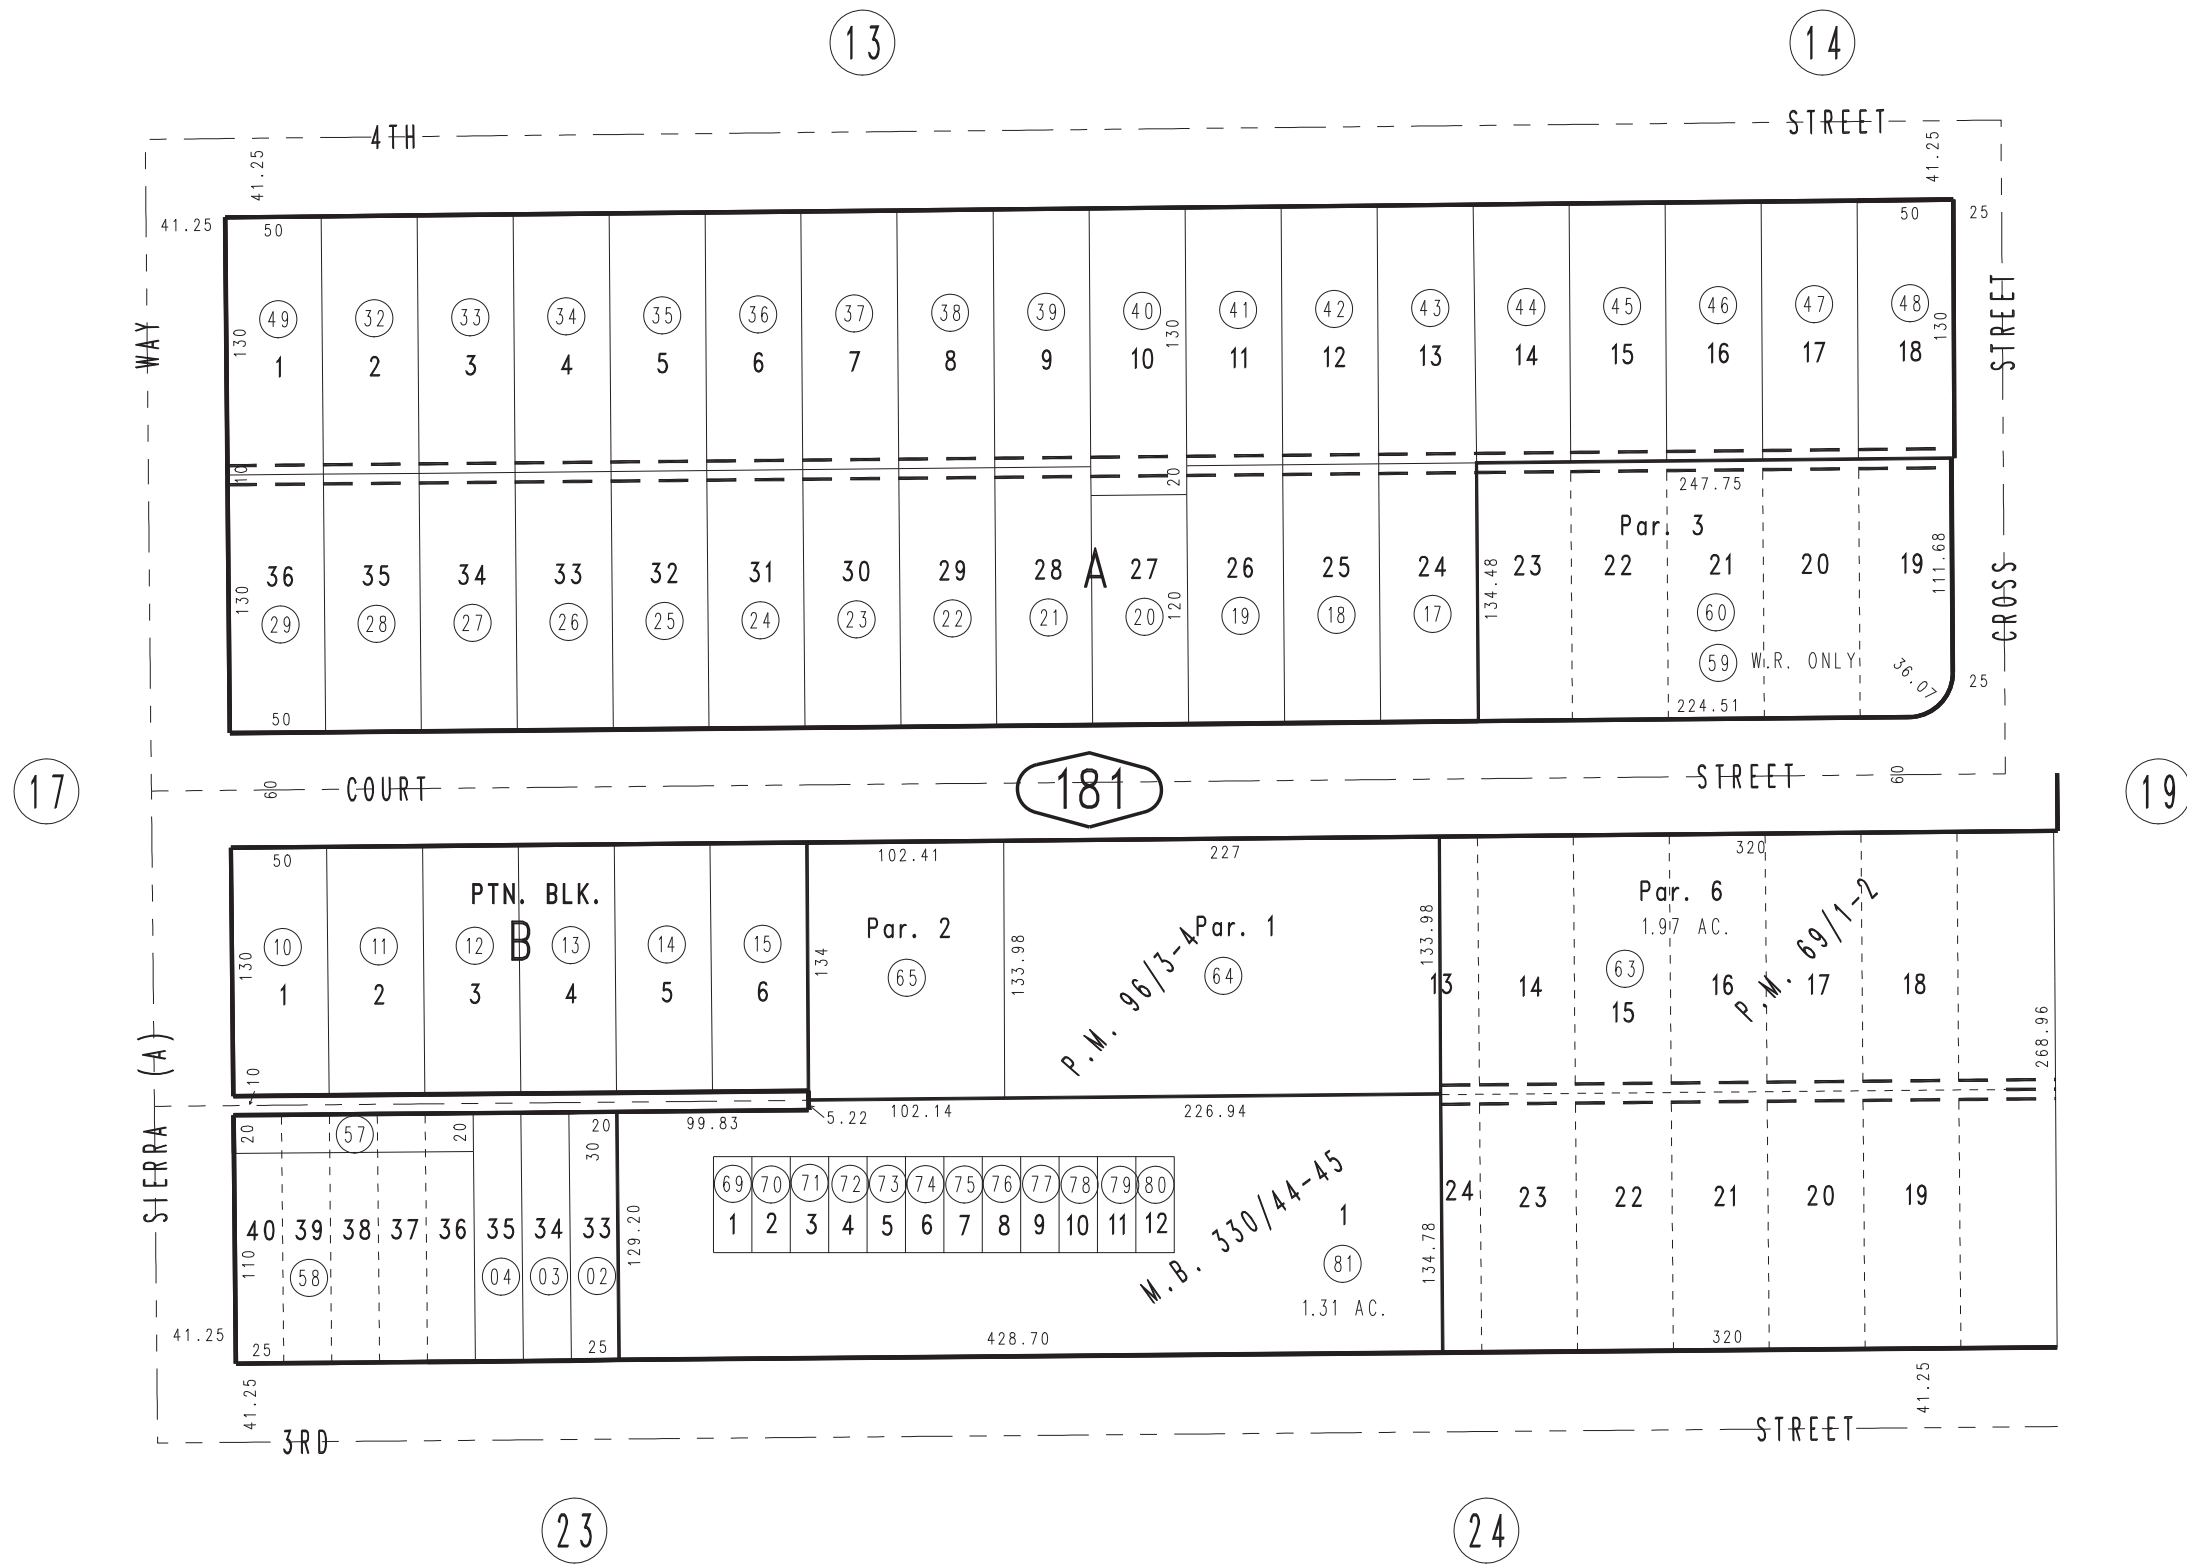 13 14
4TH STREET
41.25 41.25
41.25 50 50 25
WAY STREET
49 32 33 34 35 36 37 38 39 40 41 42 43 44 45 46 47 48
130 130 130
1 2 3 4 5 6 7 8 9 10 11 12 13 14 15 16 17 18
10 20 247.75
Par. 3
36 35 34 33 32 31 30 29 28 A 27 26 25 24 23 22 21 20 19
130 120 134.48 111.68 CROSS
29 28 27 26 25 24 23 22 21 20 19 18 17 60
59 W.R. ONLY 36.07 25
50 224.51
17 60 COURT 181 STREET 60 19
50 102.41 227 320
PTN. BLK. Par. 6
B Par. 2 P.M. 96/3-4 Par. 1 1.97 AC. P.M. 69/1-2
10 11 12 13 14 15 65 64 63
130 134 133.98 133.98
1 2 3 4 5 6 13 14 15 16 17 18
SIERRA (A) 268.96
10
5.22 102.14 226.94
99.83
20 57 20 20
30
69 70 71 72 73 74 75 76 77 78 79 80
1 2 3 4 5 6 7 8 9 10 11 12
M.B. 330/44-45 1
40 39 38 37 36 35 34 33 24 23 22 21 20 19
110 129.20 134.78
58 04 03 02 81
1.31 AC.
41.25 25 25 428.70 320
41.25 41.25
3RD STREET
23 24